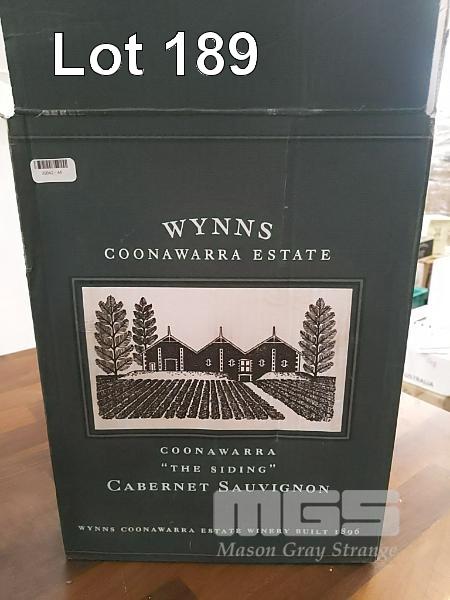 Lot 189
WYNNS
COONAWARRA ESTATE
COONAWARRA
"THE SIDING"
CABERNET SAUVIGNON
WYNNS COONAWARRA ESTATE WINERY BUILT 1896
MGS
Mason Gray Strange